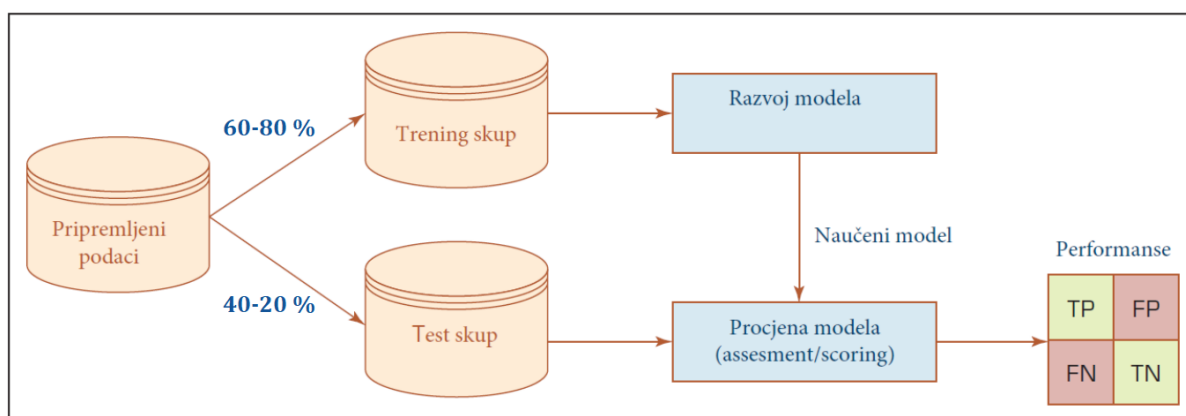 60-80 %
Trening skup
Razvoj modela
Pripremljeni
podaci
Naučeni model
40-20 %
Test skup
Procjena modela
(assesment/scoring)
Performanse
TP FP
FN TN